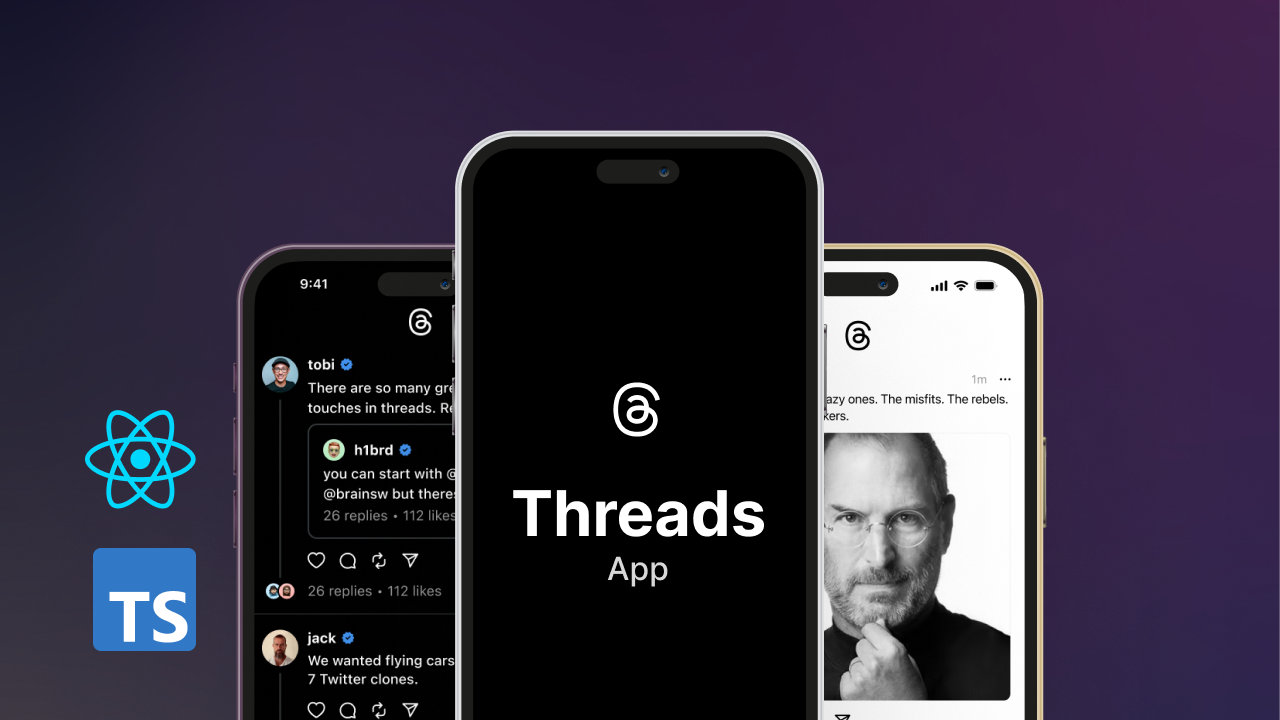 9:41
tobi
There are so many gre
touches in threads. Re
h1brd
you can start with @
@brainsw but theres
26 replies • 112 likes
26 replies • 112 likes
jack
We wanted flying cars
7 Twitter clones.
TS
Threads
App
1m
azy ones. The misfits. The rebels.
kers.